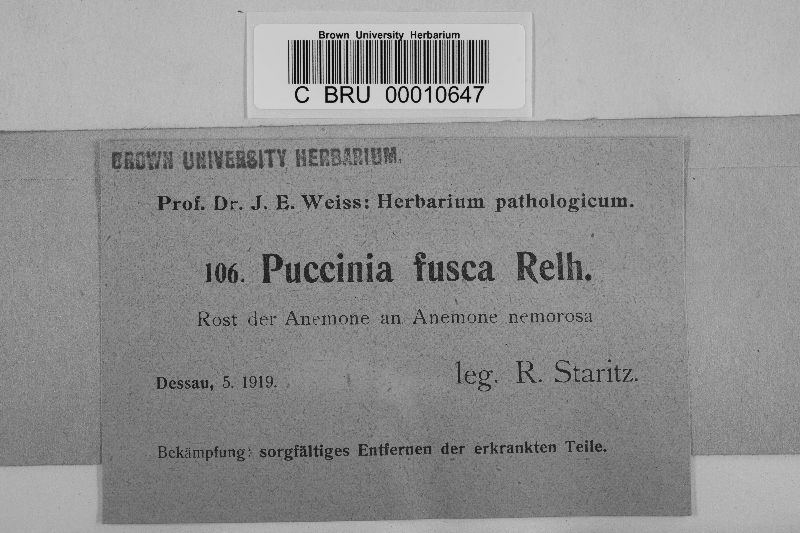 Brown University Herbarium
C BRU 00010647
BROWN UNIVERSITY HERBARIUM.
Prof. Dr. J. E. Weiss: Herbarium pathologicum.
106. Puccinia fusca Relh.
Rost der Anemone an Anemone nemorosa
Dessau, 5. 1919.
leg. R. Staritz.
Bekämpfung: sorgfältiges Entfernen der erkrankten Teile.